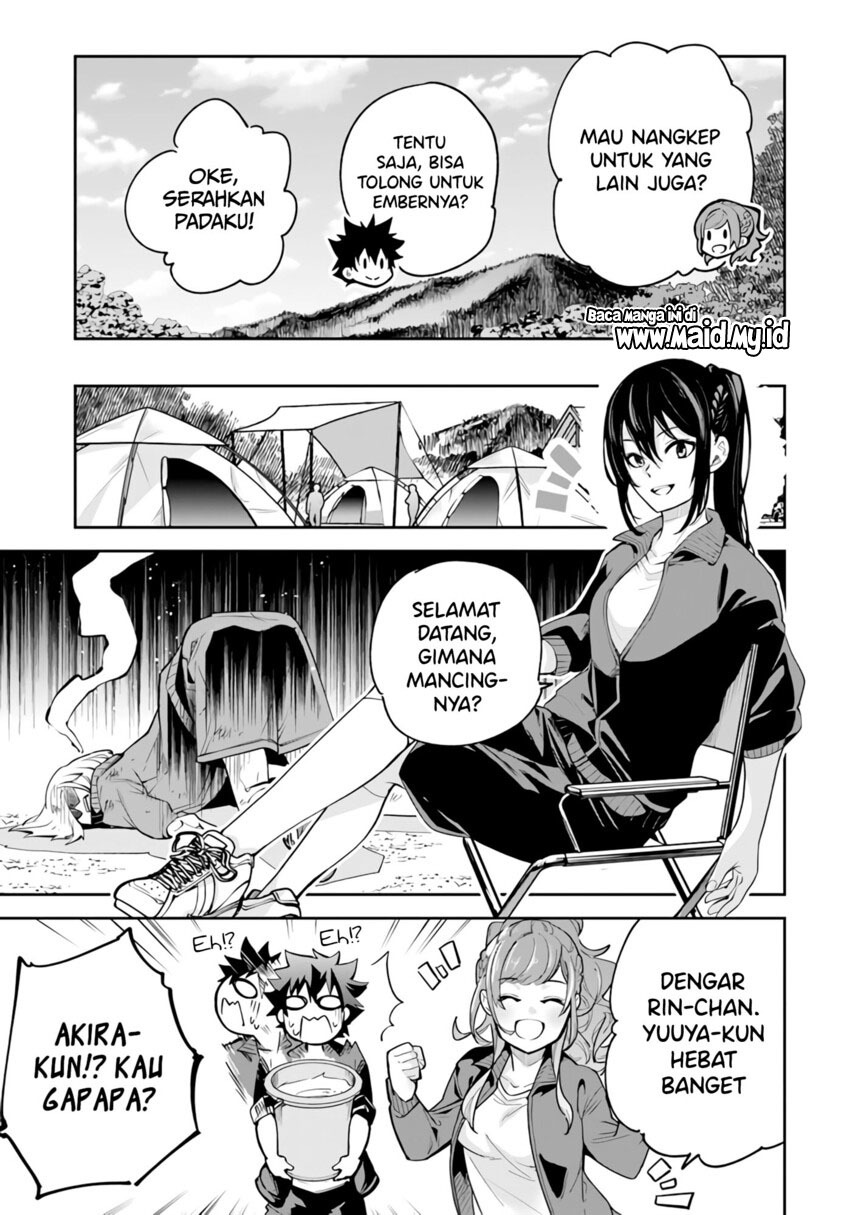 MAU NANGKEP
UNTUK YANG
LAIN JUGA?
TENTU
SAJA, BISA
TOLONG UNTUK
EMBERNYA?
OKE,
SERAHKAN
PADAKU!
Baca Manga ini di
www.Maid.My.id
SELAMAT
DATANG,
GIMANA
MANCING-
NYA?
DENGAR
RIN-CHAN.
YUUYA-KUN
HEBAT
BANGET
Eh!?
Eh!?
AKIRA-
KUN!? KAU
GAPAPA?